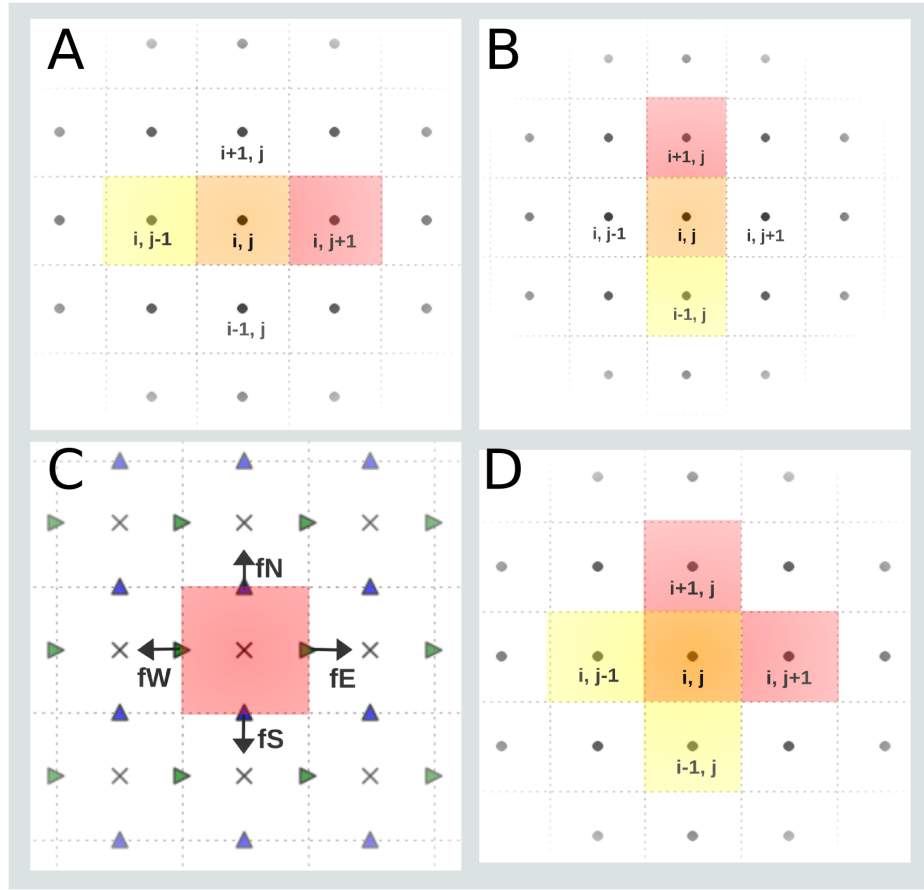 A
i+1, j
i, j-1
i, j
i, j+1
i-1, j
B
i+1, j
i, j-1
i, j
i, j+1
i-1, j
C
fN
fW
fE
fS
D
i+1, j
i, j-1
i, j
i, j+1
i-1, j